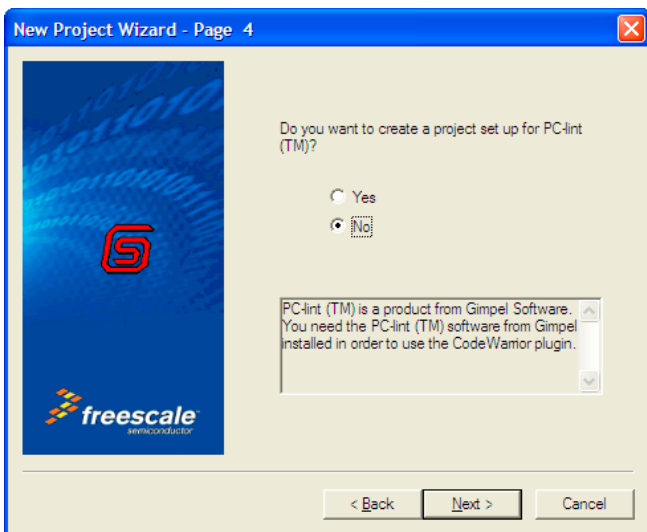 New Project Wizard - Page 4
Do you want to create a project set up for PC-lint
(TM)?
Yes
No
PC-lint (TM) is a product from Gimpel Software.
You need the PC-lint (TM) software from Gimpel
installed in order to use the CodeWarrior plugin.
freescale
semiconductor
< Back
Next >
Cancel